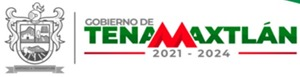 GOBIERNO DE
TENAMAXTLÁN
2021 - 2024